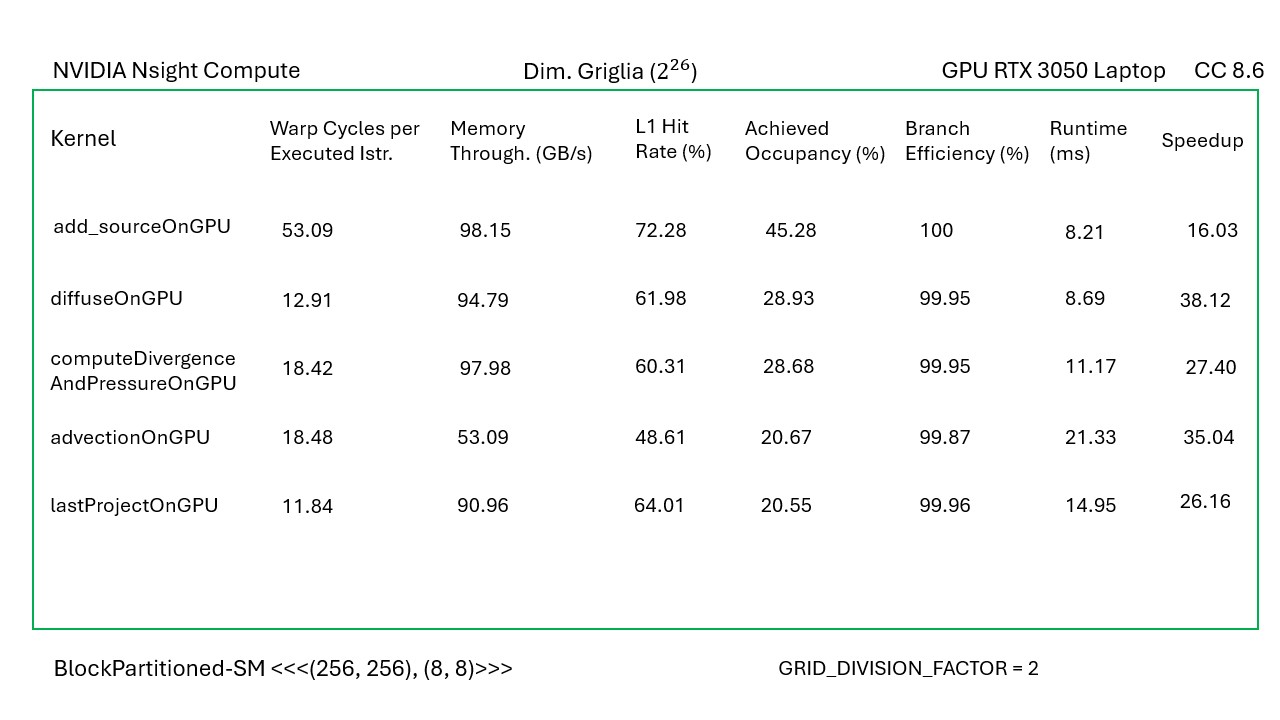 NVIDIA Nsight Compute
Dim. Griglia (2²⁶)
GPU RTX 3050 Laptop CC 8.6
Kernel
Warp Cycles per
Executed Istr.
Memory
Through. (GB/s)
L1 Hit
Rate (%)
Achieved
Occupancy (%)
Branch
Efficiency (%)
Runtime
(ms)
Speedup
add_sourceOnGPU 53.09 98.15 72.28 45.28 100 8.21 16.03
diffuseOnGPU 12.91 94.79 61.98 28.93 99.95 8.69 38.12
computeDivergence
AndPressureOnGPU 18.42 97.98 60.31 28.68 99.95 11.17 27.40
advectionOnGPU 18.48 53.09 48.61 20.67 99.87 21.33 35.04
lastProjectOnGPU 11.84 90.96 64.01 20.55 99.96 14.95 26.16
BlockPartitioned-SM <<<(256, 256), (8, 8)>>>
GRID_DIVISION_FACTOR = 2